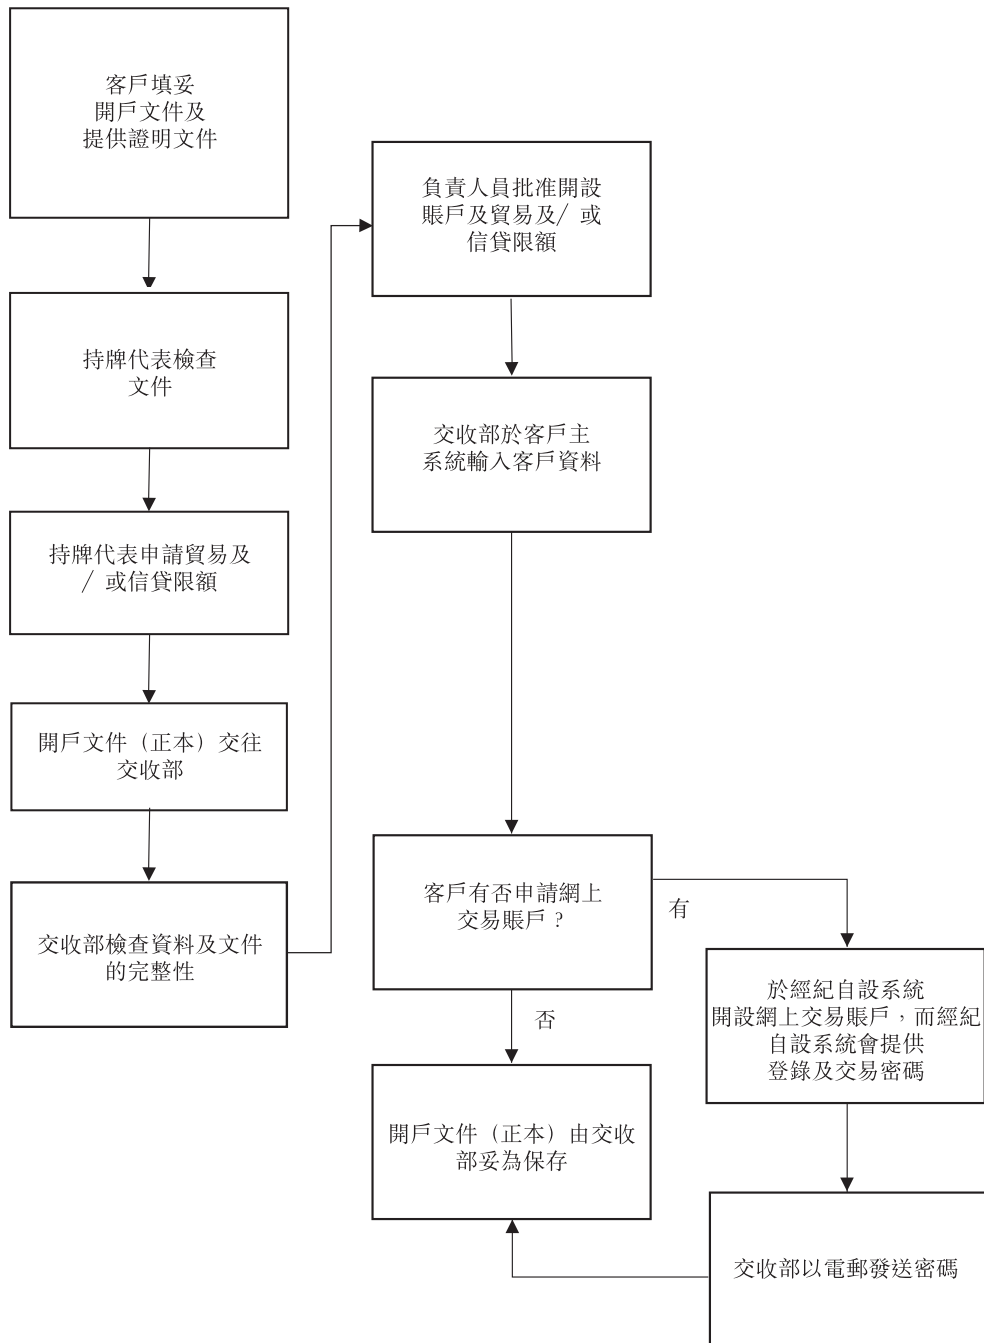 客戶填妥
開戶文件及
提供證明文件
持牌代表檢查
文件
持牌代表申請貿易及
/ 或信貸限額
開戶文件（正本）交往
交收部
交收部檢查資料及文件
的完整性
負責人員批准開設
賬戶及貿易及/ 或
信貸限額
交收部於客戶主
系統輸入客戶資料
客戶有否申請網上
交易賬戶？
有
否
於經紀自設系統
開設網上交易賬戶，而經紀
自設系統會提供
登錄及交易密碼
交收部以電郵發送密碼
開戶文件（正本）由交收
部妥為保存